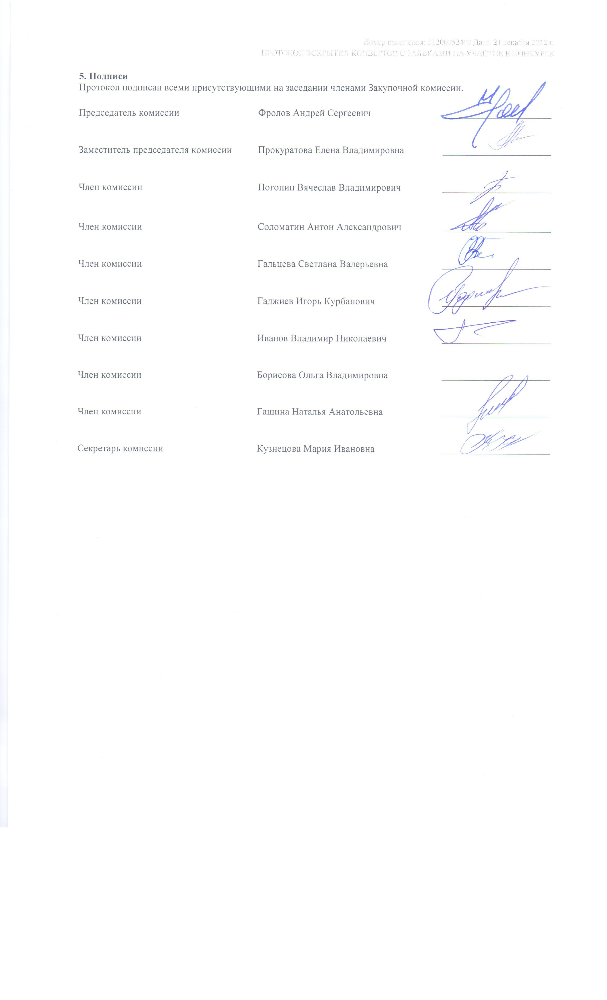 Номер извещения: 31200052498 Дата: 21 декабря 2012 г.
ПРОТОКОЛ ВСКРЫТИЯ КОНВЕРТОВ С ЗАЯВКАМИ НА УЧАСТИЕ В КОНКУРСЕ
5. Подписи
Протокол подписан всеми присутствующими на заседании членами Закупочной комиссии.
Председатель комиссии Фролов Андрей Сергеевич
Заместитель председателя комиссии Прокуратова Елена Владимировна
Член комиссии Погонин Вячеслав Владимирович
Член комиссии Соломатин Антон Александрович
Член комиссии Гальцева Светлана Валерьевна
Член комиссии Гаджиев Игорь Курбанович
Член комиссии Иванов Владимир Николаевич
Член комиссии Борисова Ольга Владимировна
Член комиссии Гашина Наталья Анатольевна
Секретарь комиссии Кузнецова Мария Ивановна